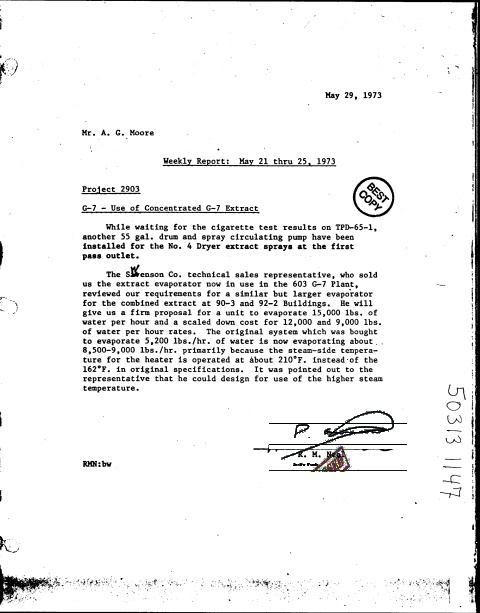 May 29, 1973
Mr. A. G. Moore
Weekly Report: May 21 thru 25, 1973
Project 2903
BEST
COPY
G-7 - Use of Concentrated G-7 Extract
While waiting for the cigarette test results on TPD-65-1,
another 55 gal. drum and spray circulating pump have been
installed for the No. 4 Dryer extract sprays at the first
pass outlet.
The Swenson Co. technical sales representative, who sold
us the extract evaporator now in use in the 603 G-7 Plant,
reviewed our requirements for a similar but larger evaporator
for the combined extract at 90-3 and 92-2 Buildings. He will
give us a firm proposal for a unit to evaporate 15,000 lbs. of
water per hour and a scaled down cost for 12,000 and 9,000 lbs.
of water per hour rates. The original system which was bought
to evaporate 5,200 lbs./hr. of water is now evaporating about
8,500-9,000 lbs./hr. primarily because the steam-side tempera-
ture for the heater is operated at about 210°F. instead of the
162°F. in original specifications. It was pointed out to the
representative that he could design for use of the higher steam
temperature.
P.
R. M.
RMN:bw
50313 1147